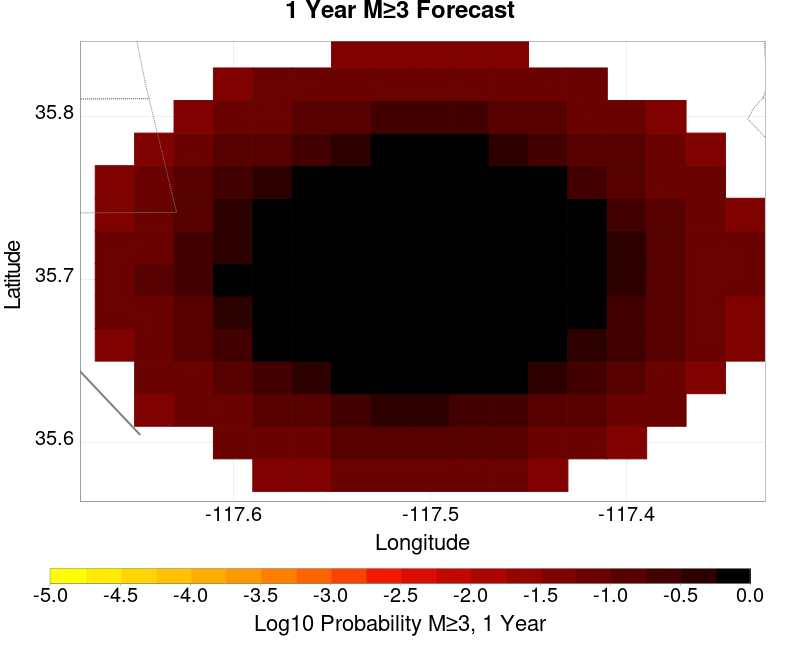 1 Year M≥3 Forecast
35.8
35.7
35.6
Latitude
-117.6 -117.5 -117.4
Longitude
-5.0 -4.5 -4.0 -3.5 -3.0 -2.5 -2.0 -1.5 -1.0 -0.5 0.0
Log10 Probability M≥3, 1 Year